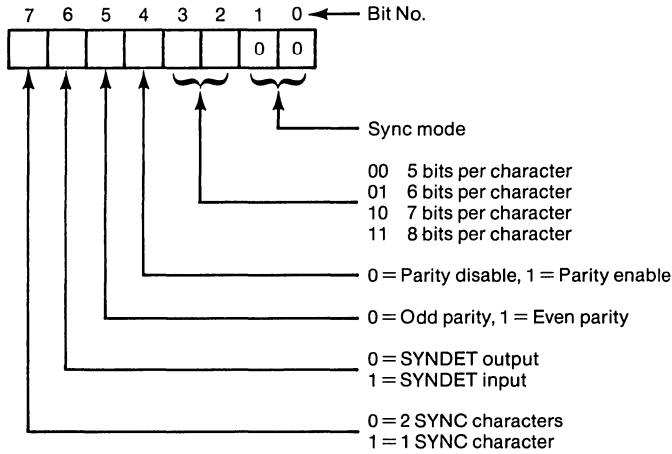 7 6 5 4 3 2 1 0 Bit No.
0 0
Sync mode
00 5 bits per character
01 6 bits per character
10 7 bits per character
11 8 bits per character
0 = Parity disable, 1 = Parity enable
0 = Odd parity, 1 = Even parity
0 = SYNDET output
1 = SYNDET input
0 = 2 SYNC characters
1 = 1 SYNC character